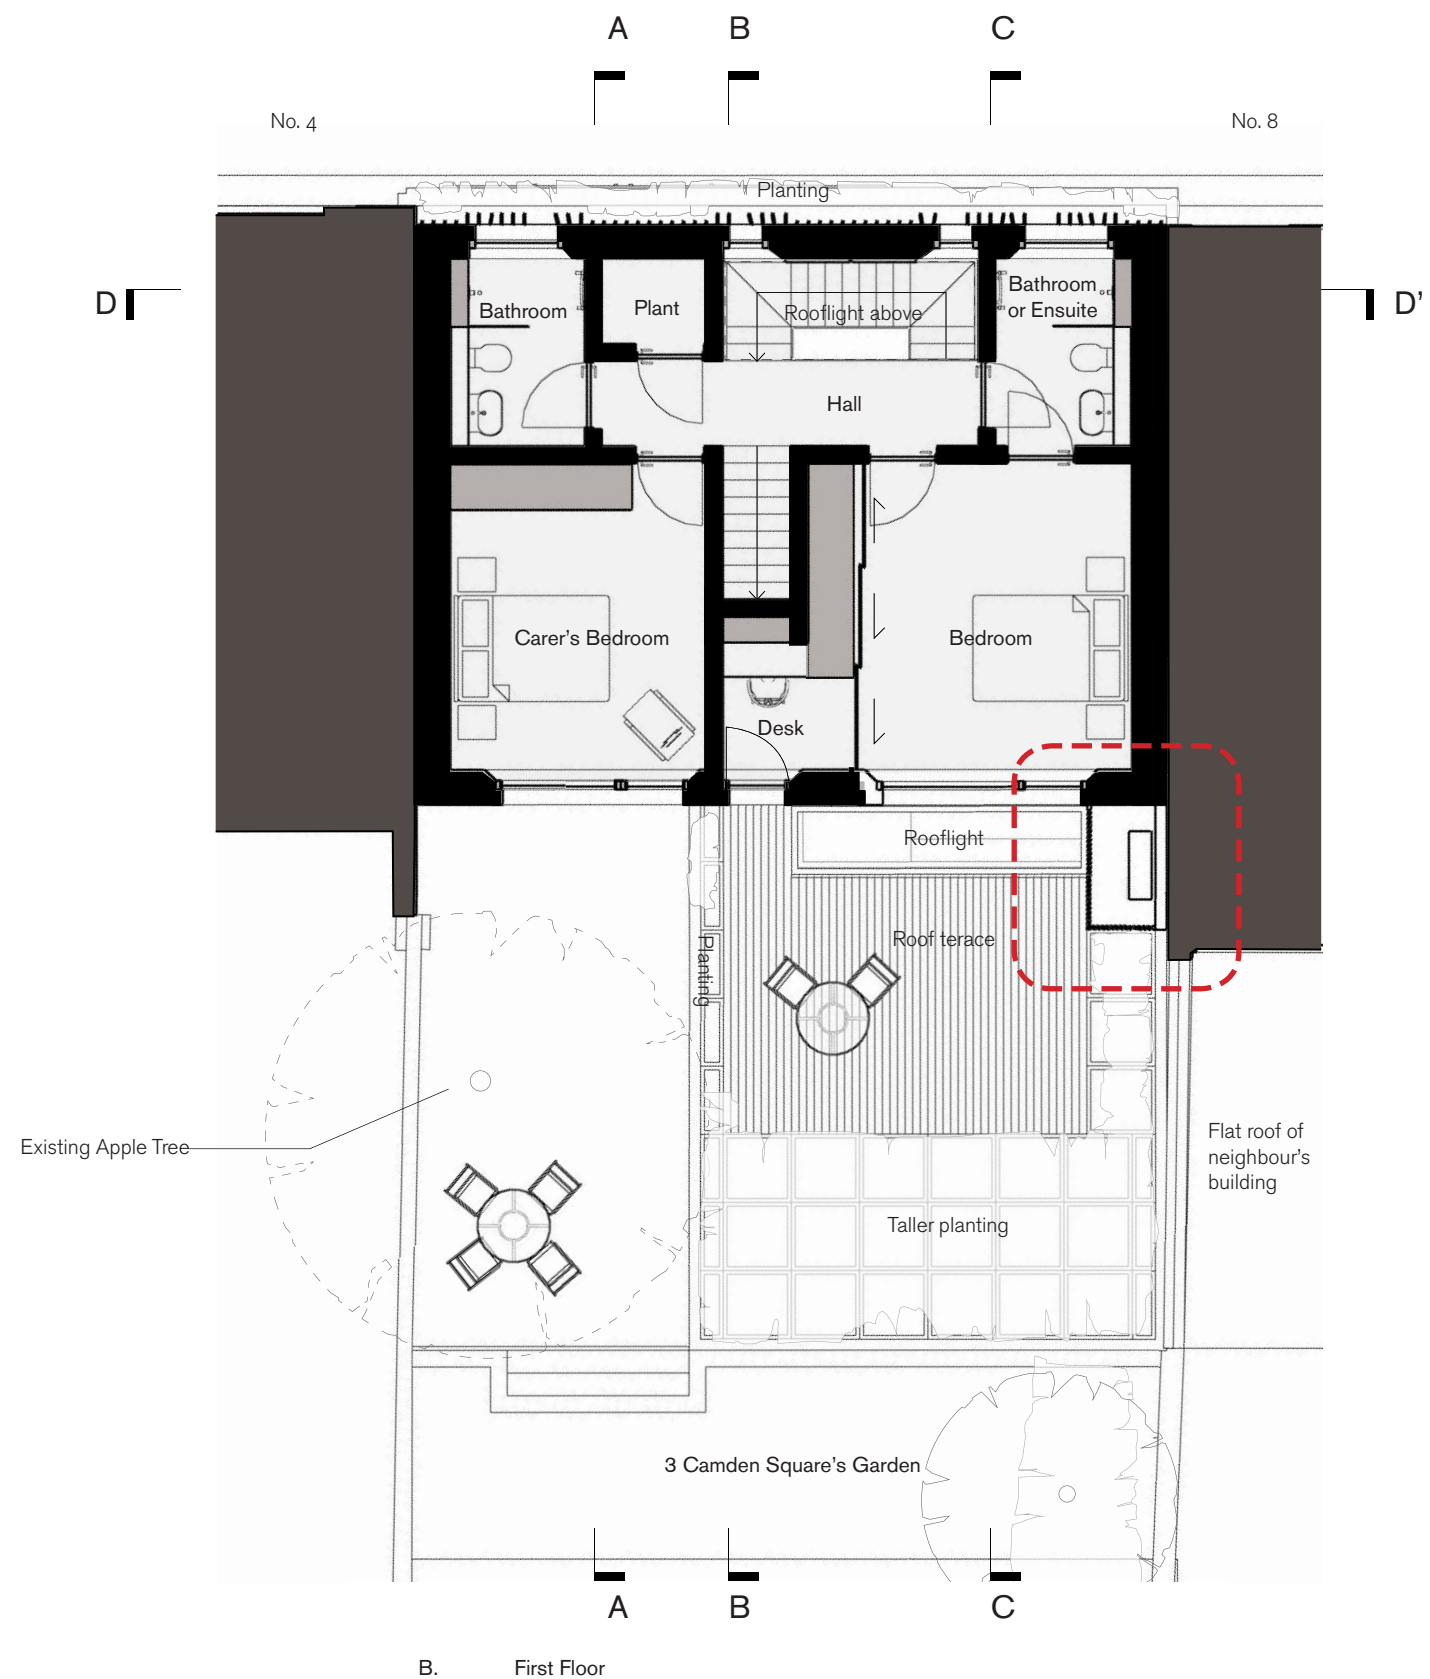 A
B
C
No. 4
No. 8
Planting
D
D’
Bathroom
Plant
Rooflight above
Bathroom
or Ensuite
Hall
Carer’s Bedroom
Bedroom
Desk
Rooflight
Roof terace
Planting
Existing Apple Tree
Flat roof of
neighbour’s
building
Taller planting
3 Camden Square’s Garden
A
B
C
B. First Floor